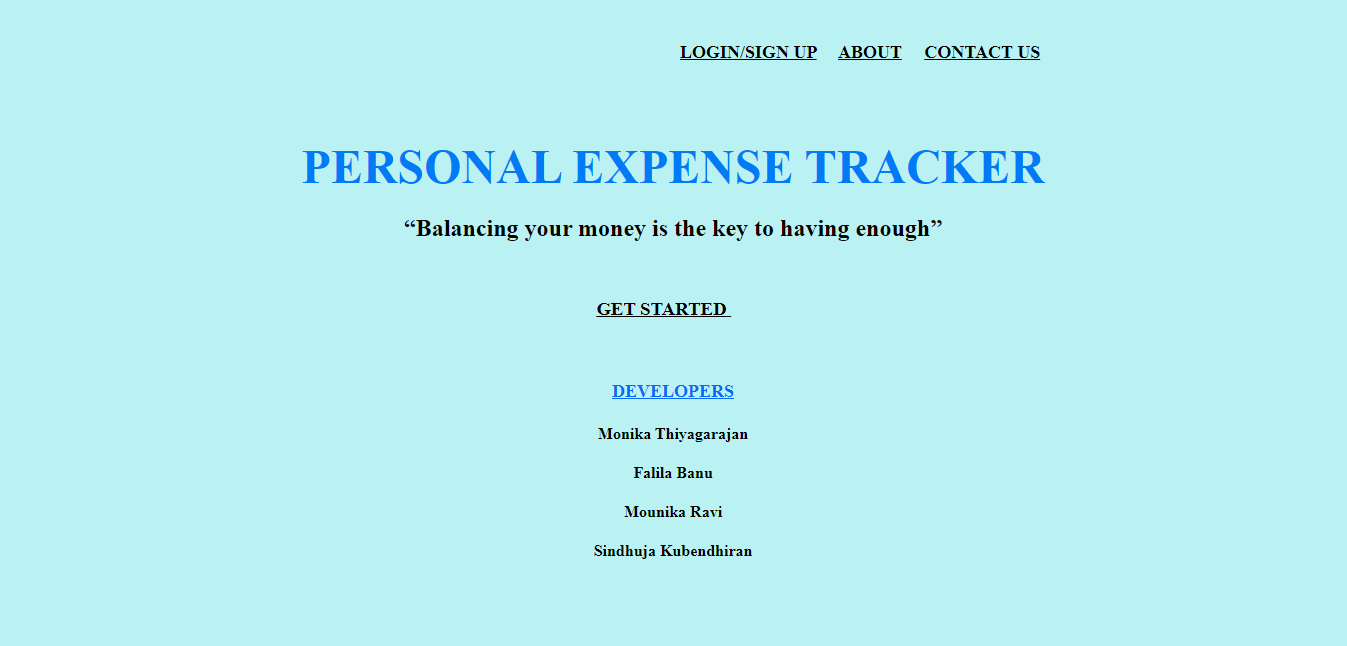 LOGIN/SIGN UP ABOUT CONTACT US
PERSONAL EXPENSE TRACKER
“Balancing your money is the key to having enough”
GET STARTED
DEVELOPERS
Monika Thiyagarajan
Falila Banu
Mounika Ravi
Sindhuja Kubendhiran